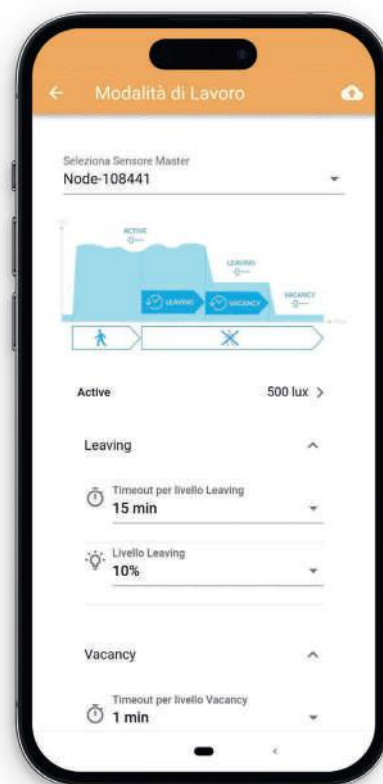 Modalità di Lavoro
Seleziona Sensore Master
Node-108441
ACTIVE
LEAVING
LEAVING
VACANCY
VACANCY
Active
500 lux
Leaving
Timeout per livello Leaving
15 min
Livello Leaving
10%
Vacancy
Timeout per livello Vacancy
1 min